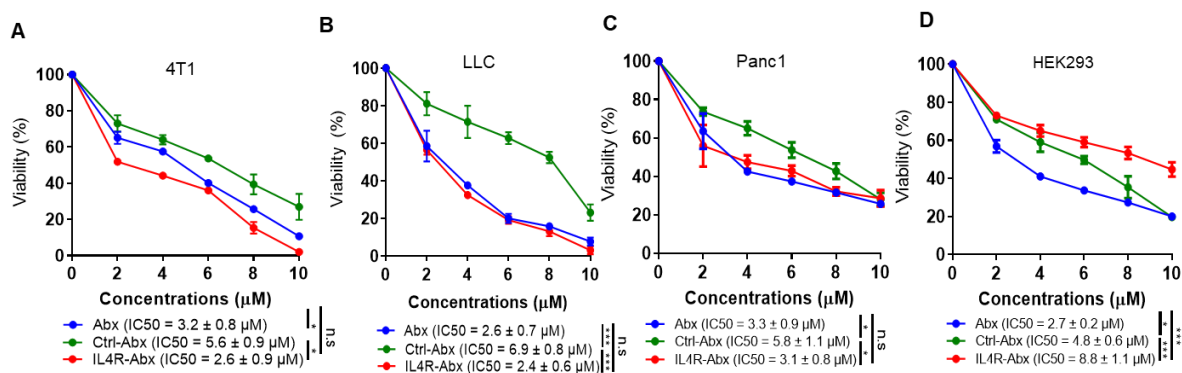 A
4T1
Viability (%)
100
80
60
40
20
0
0 2 4 6 8 10
Concentrations (µM)
Abx (IC50 = 3.2 ± 0.8 µM)
Ctrl-Abx (IC50 = 5.6 ± 0.9 µM)
IL4R-Abx (IC50 = 2.6 ± 0.9 µM)
*
*
n.s
B
LLC
Viability (%)
100
80
60
40
20
0
0 2 4 6 8 10
Concentrations (µM)
Abx (IC50 = 2.6 ± 0.7 µM)
Ctrl-Abx (IC50 = 6.9 ± 0.8 µM)
IL4R-Abx (IC50 = 2.4 ± 0.6 µM)
***
***
n.s
C
Panc1
Viability (%)
100
80
60
40
20
0
0 2 4 6 8 10
Concentrations (µM)
Abx (IC50 = 3.3 ± 0.9 µM)
Ctrl-Abx (IC50 = 5.8 ± 1.1 µM)
IL4R-Abx (IC50 = 3.1 ± 0.8 µM)
*
*
n.s
D
HEK293
Viability (%)
100
80
60
40
20
0
0 2 4 6 8 10
Concentrations (µM)
Abx (IC50 = 2.7 ± 0.2 µM)
Ctrl-Abx (IC50 = 4.8 ± 0.6 µM)
IL4R-Abx (IC50 = 8.8 ± 1.1 µM)
*
***
***